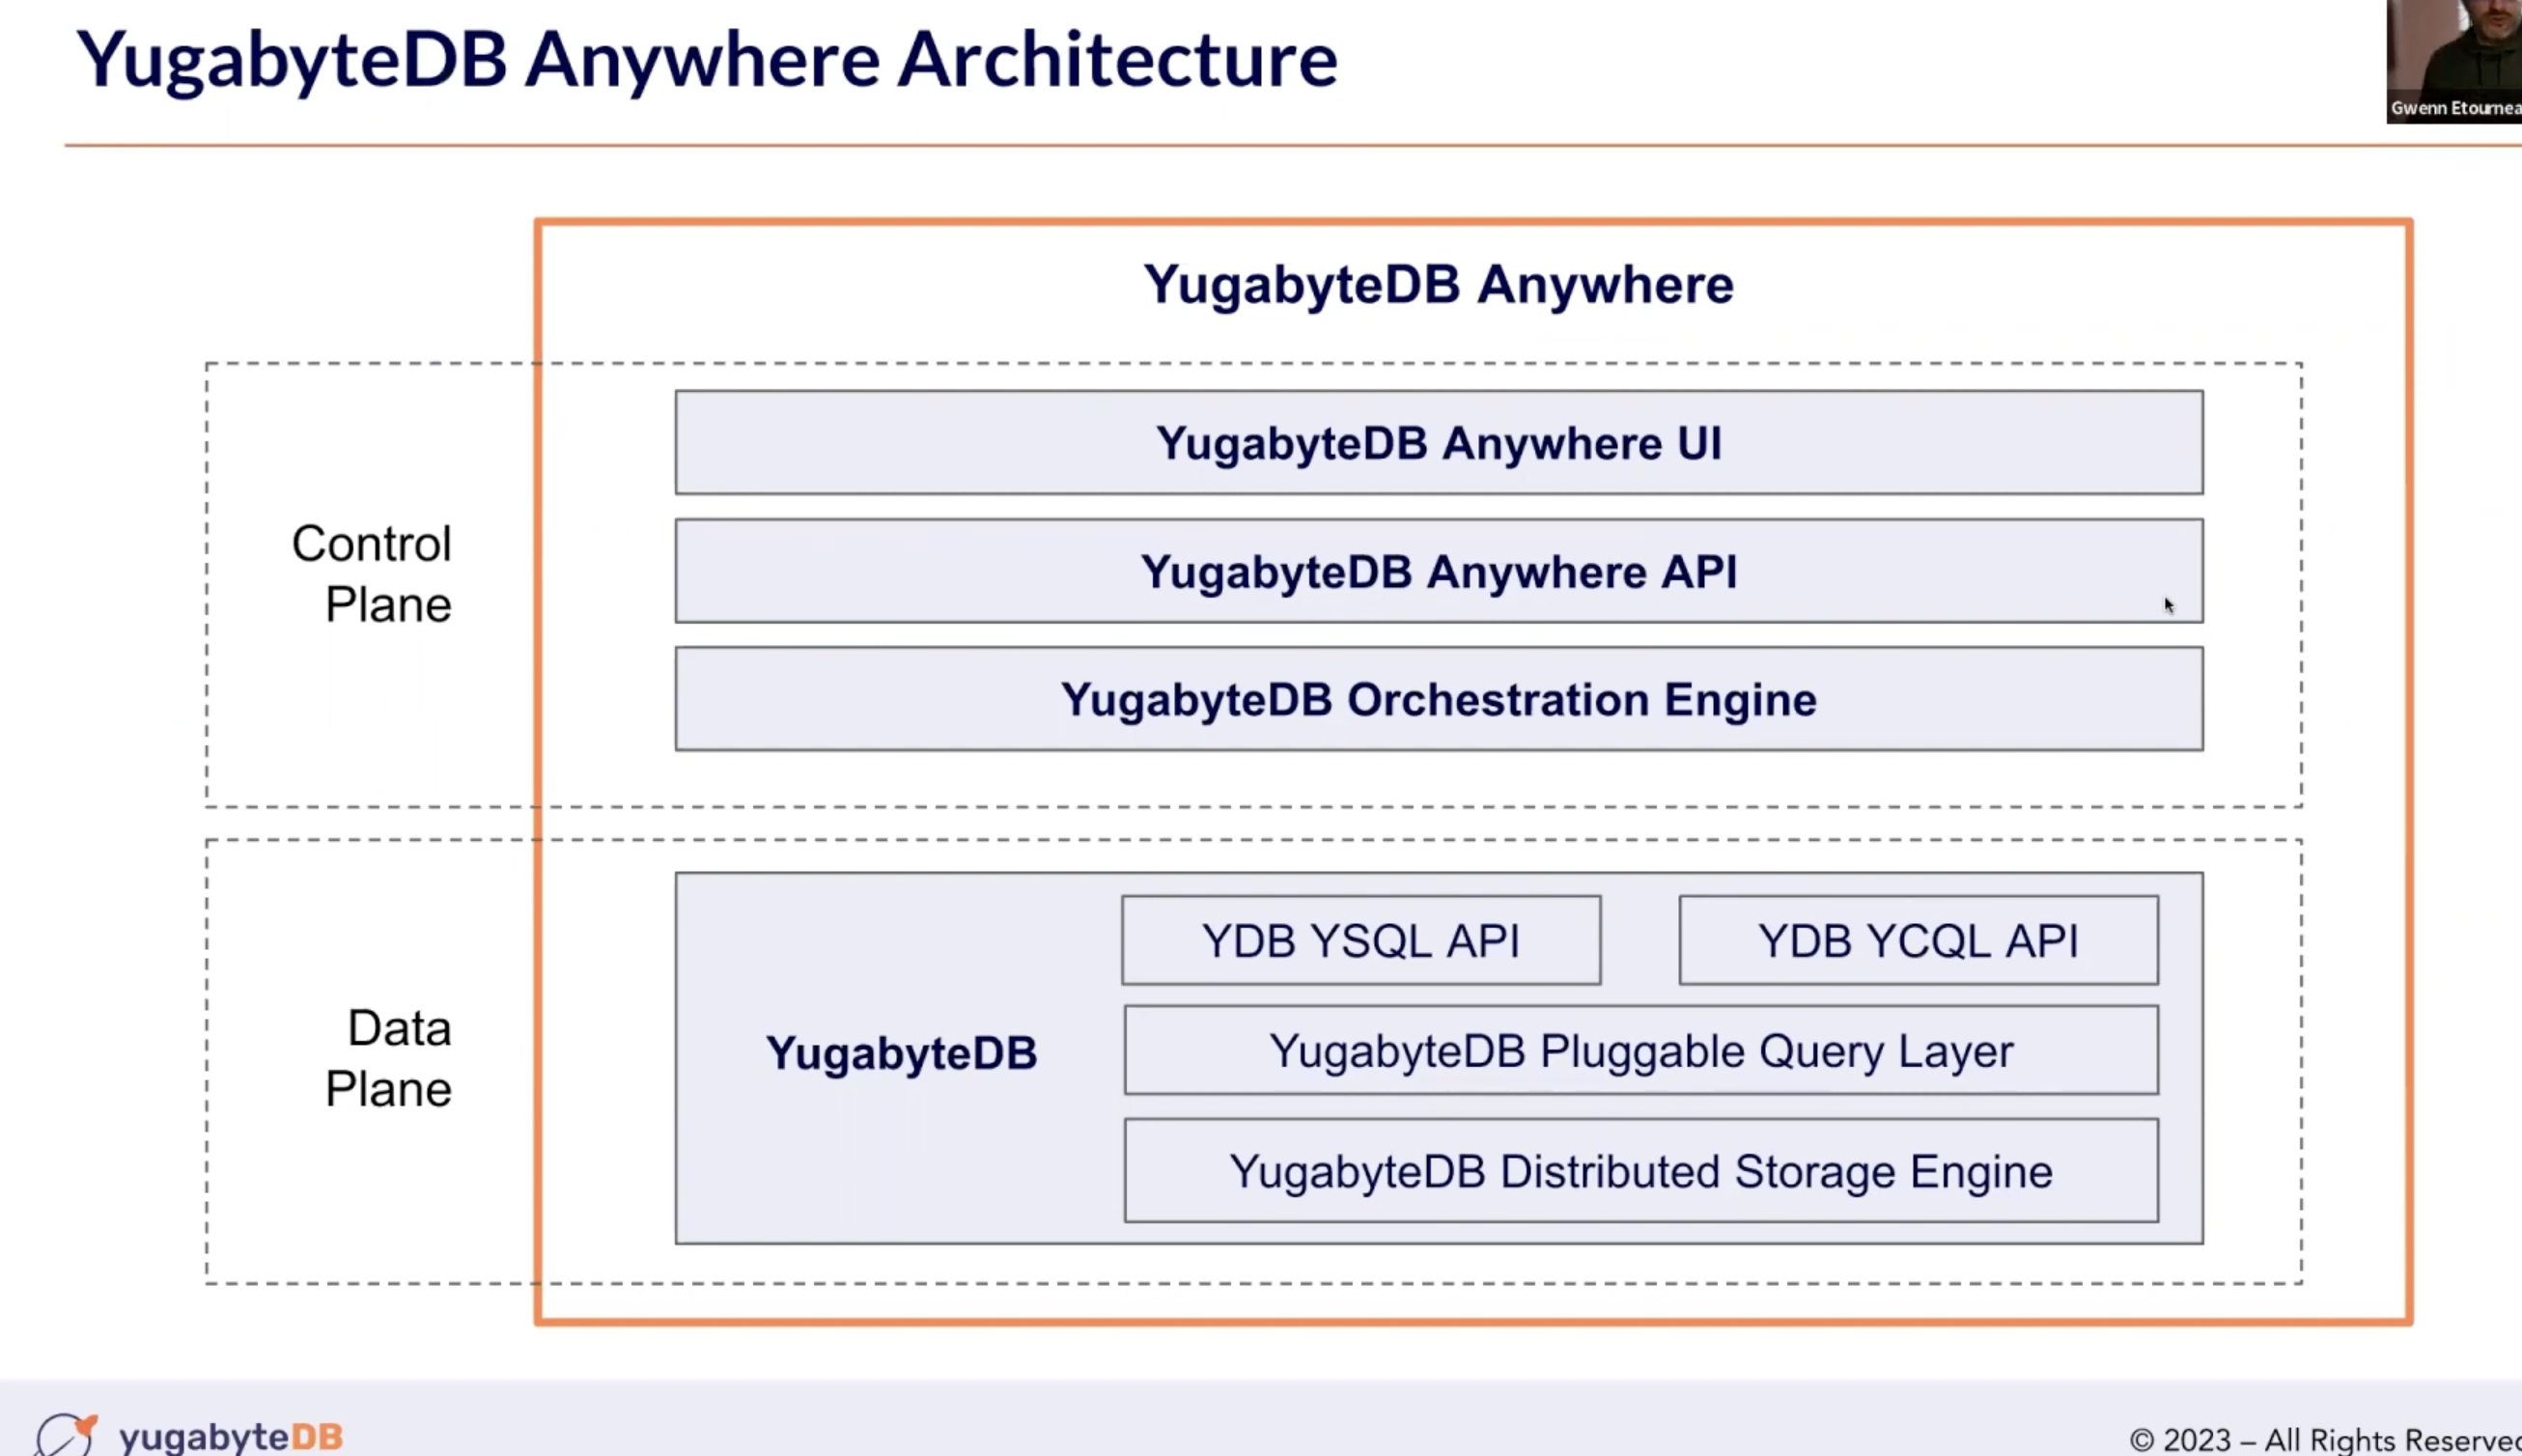 YugabyteDB Anywhere Architecture
Gwenn
YugabyteDB Anywhere
Control
Plane
YugabyteDB Anywhere UI
YugabyteDB Anywhere API
YugabyteDB Orchestration Engine
Data
Plane
YugabyteDB
YDB YSQL API
YDB YCQL API
YugabyteDB Pluggable Query Layer
YugabyteDB Distributed Storage Engine
yugabyteDB
© 2023 – All Rights